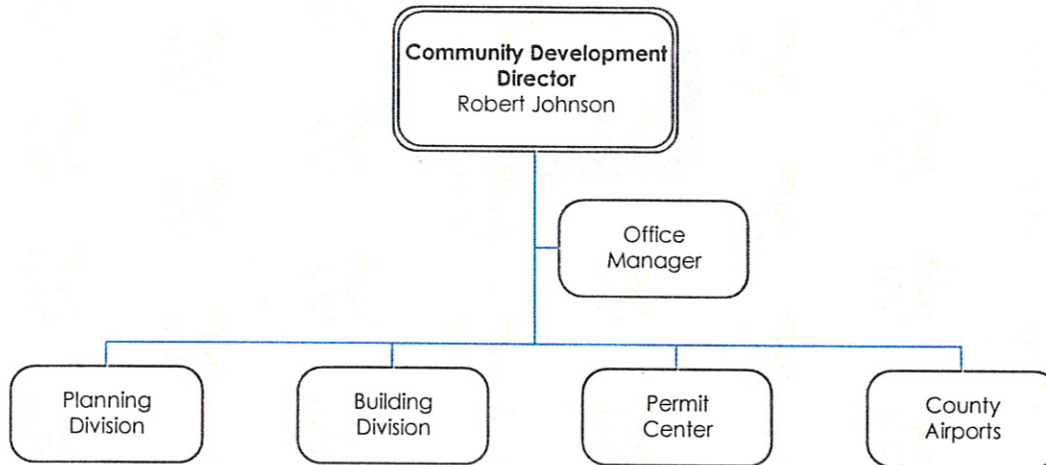 Community Development
Director
Robert Johnson
Office
Manager
Planning
Division
Building
Division
Permit
Center
County
Airports